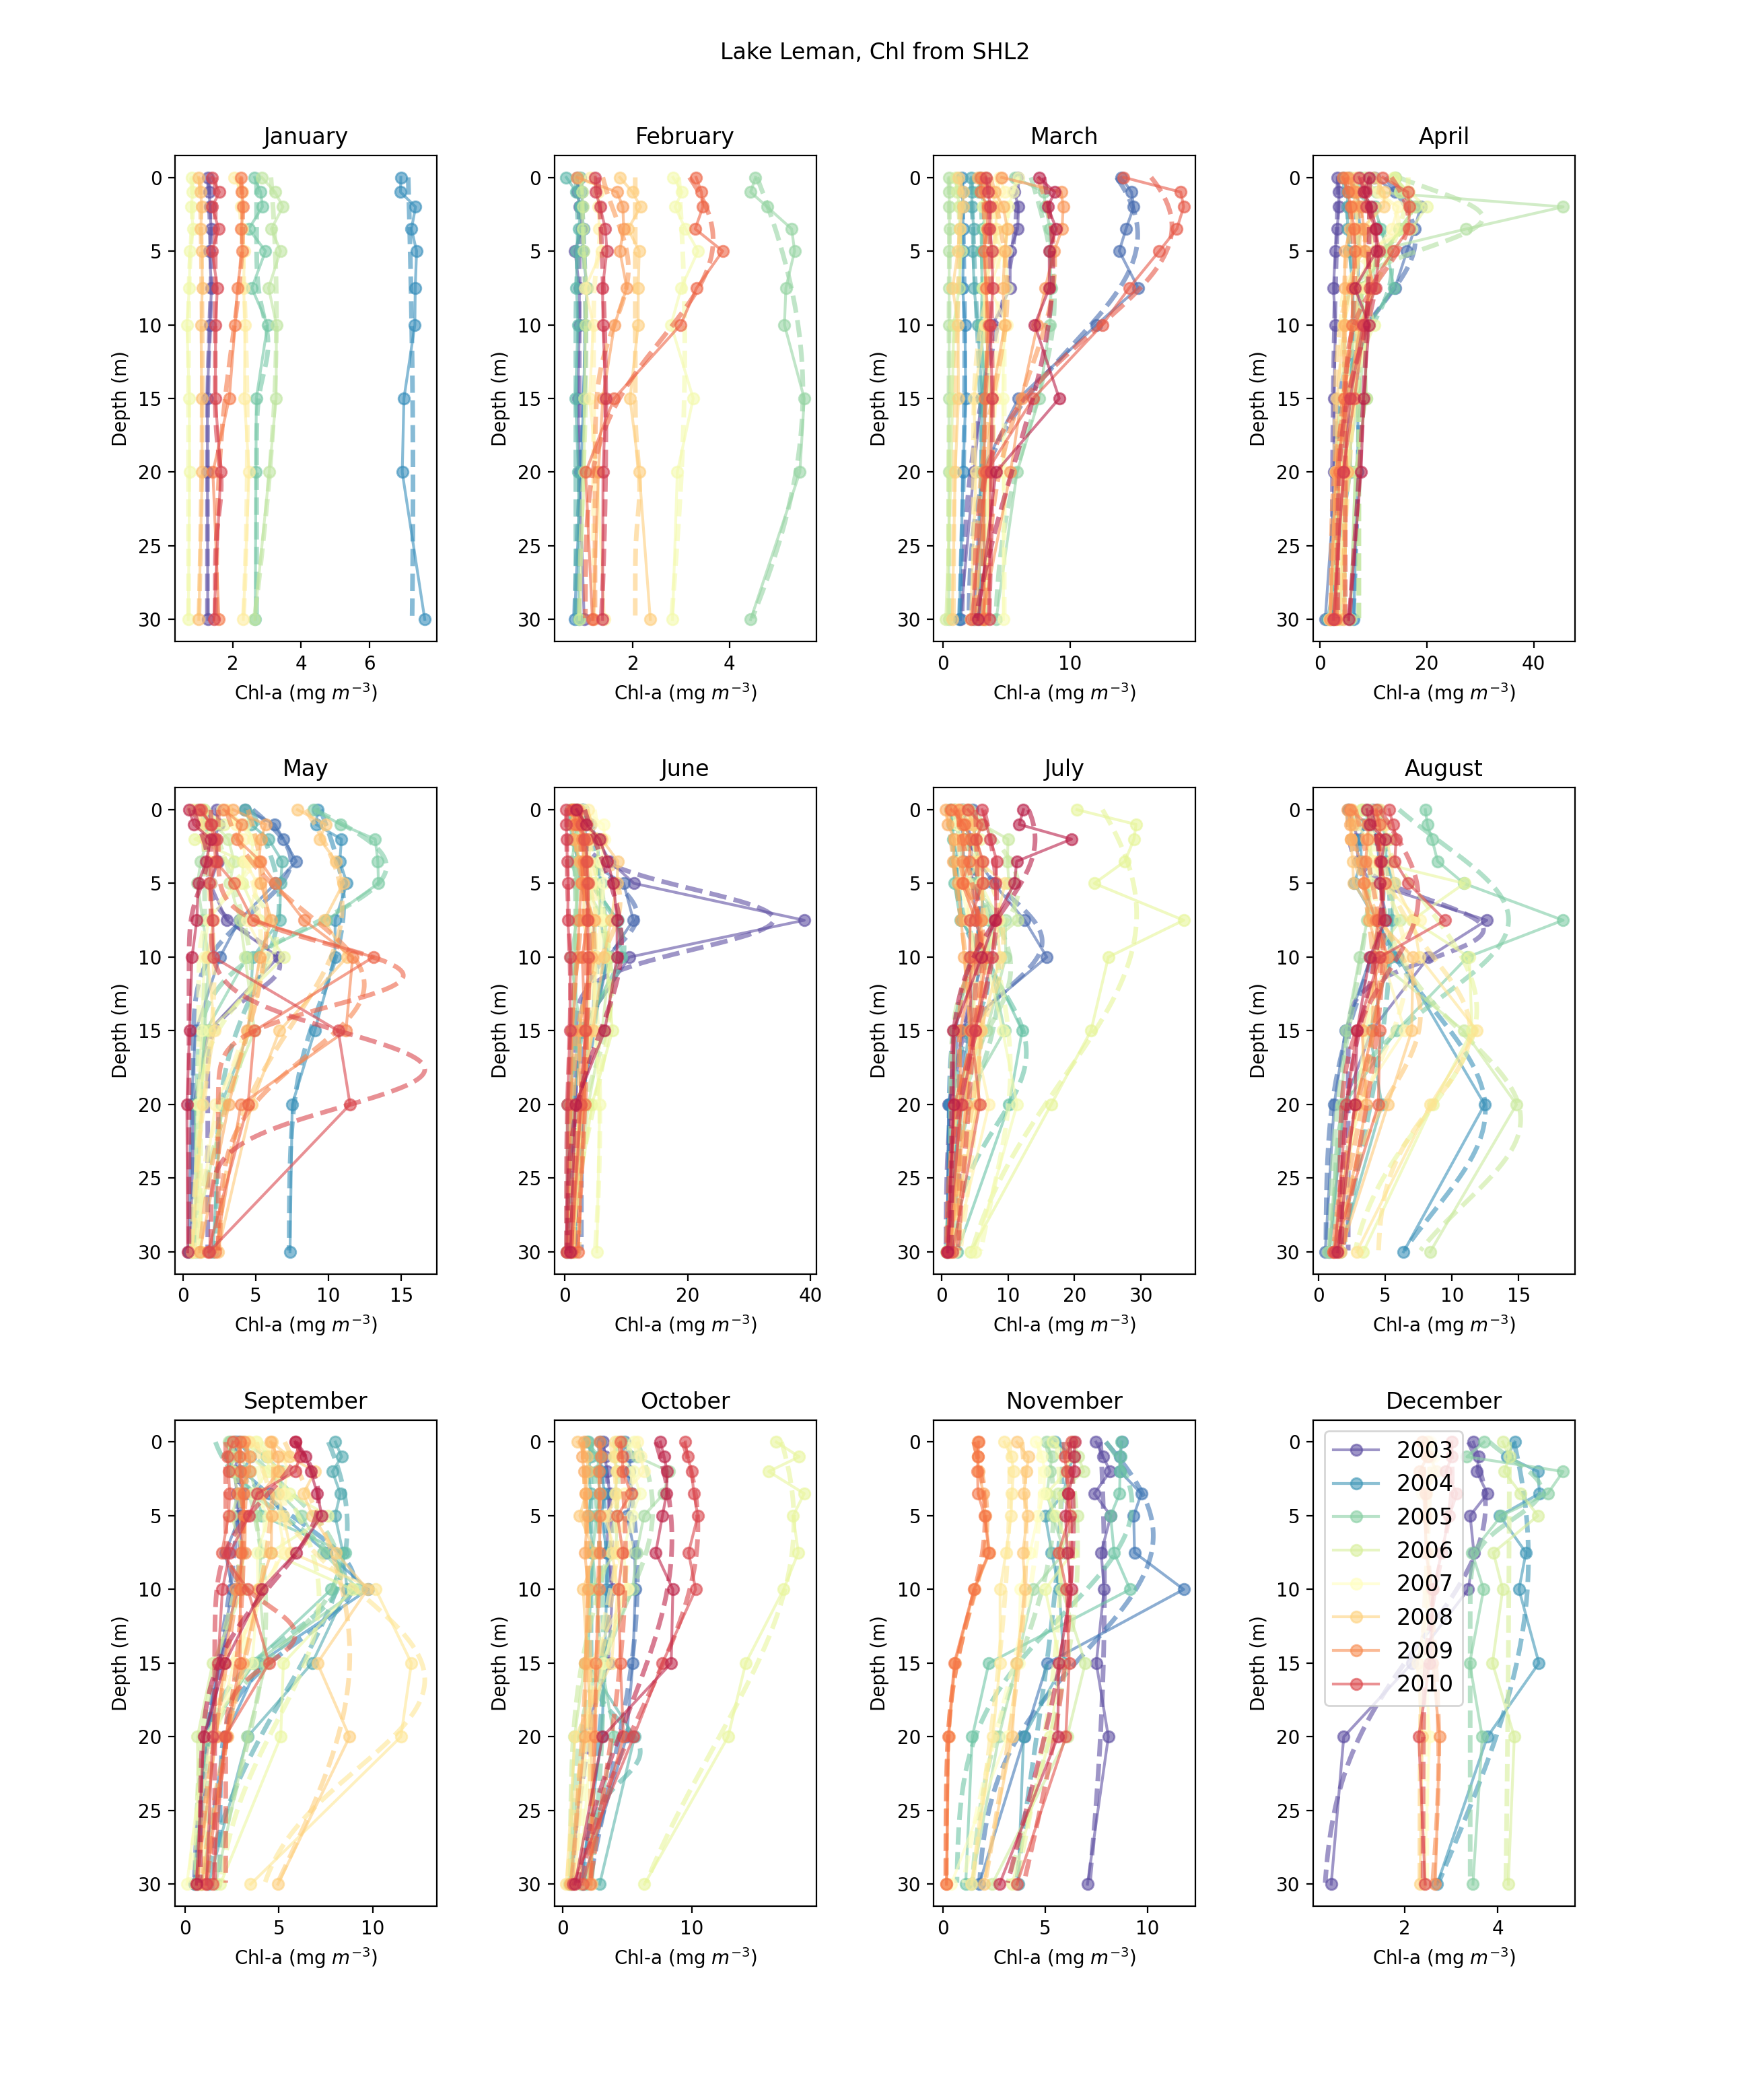 Lake Leman, Chl from SHL2
January
February
March
April
0
5
10
15
20
25
30
Depth (m)
2 4 6
Chl-a (mg m⁻³)
0
5
10
15
20
25
30
Depth (m)
2 4
Chl-a (mg m⁻³)
0
5
10
15
20
25
30
Depth (m)
0 10
Chl-a (mg m⁻³)
0
5
10
15
20
25
30
Depth (m)
0 20 40
Chl-a (mg m⁻³)
May
June
July
August
0
5
10
15
20
25
30
Depth (m)
0 5 10 15
Chl-a (mg m⁻³)
0
5
10
15
20
25
30
Depth (m)
0 20 40
Chl-a (mg m⁻³)
0
5
10
15
20
25
30
Depth (m)
0 10 20 30
Chl-a (mg m⁻³)
0
5
10
15
20
25
30
Depth (m)
0 5 10 15
Chl-a (mg m⁻³)
September
October
November
December
0
5
10
15
20
25
30
Depth (m)
0 5 10
Chl-a (mg m⁻³)
0
5
10
15
20
25
30
Depth (m)
0 10
Chl-a (mg m⁻³)
0
5
10
15
20
25
30
Depth (m)
0 5 10
Chl-a (mg m⁻³)
0
5
10
15
20
25
30
Depth (m)
2 4
Chl-a (mg m⁻³)
2003
2004
2005
2006
2007
2008
2009
2010